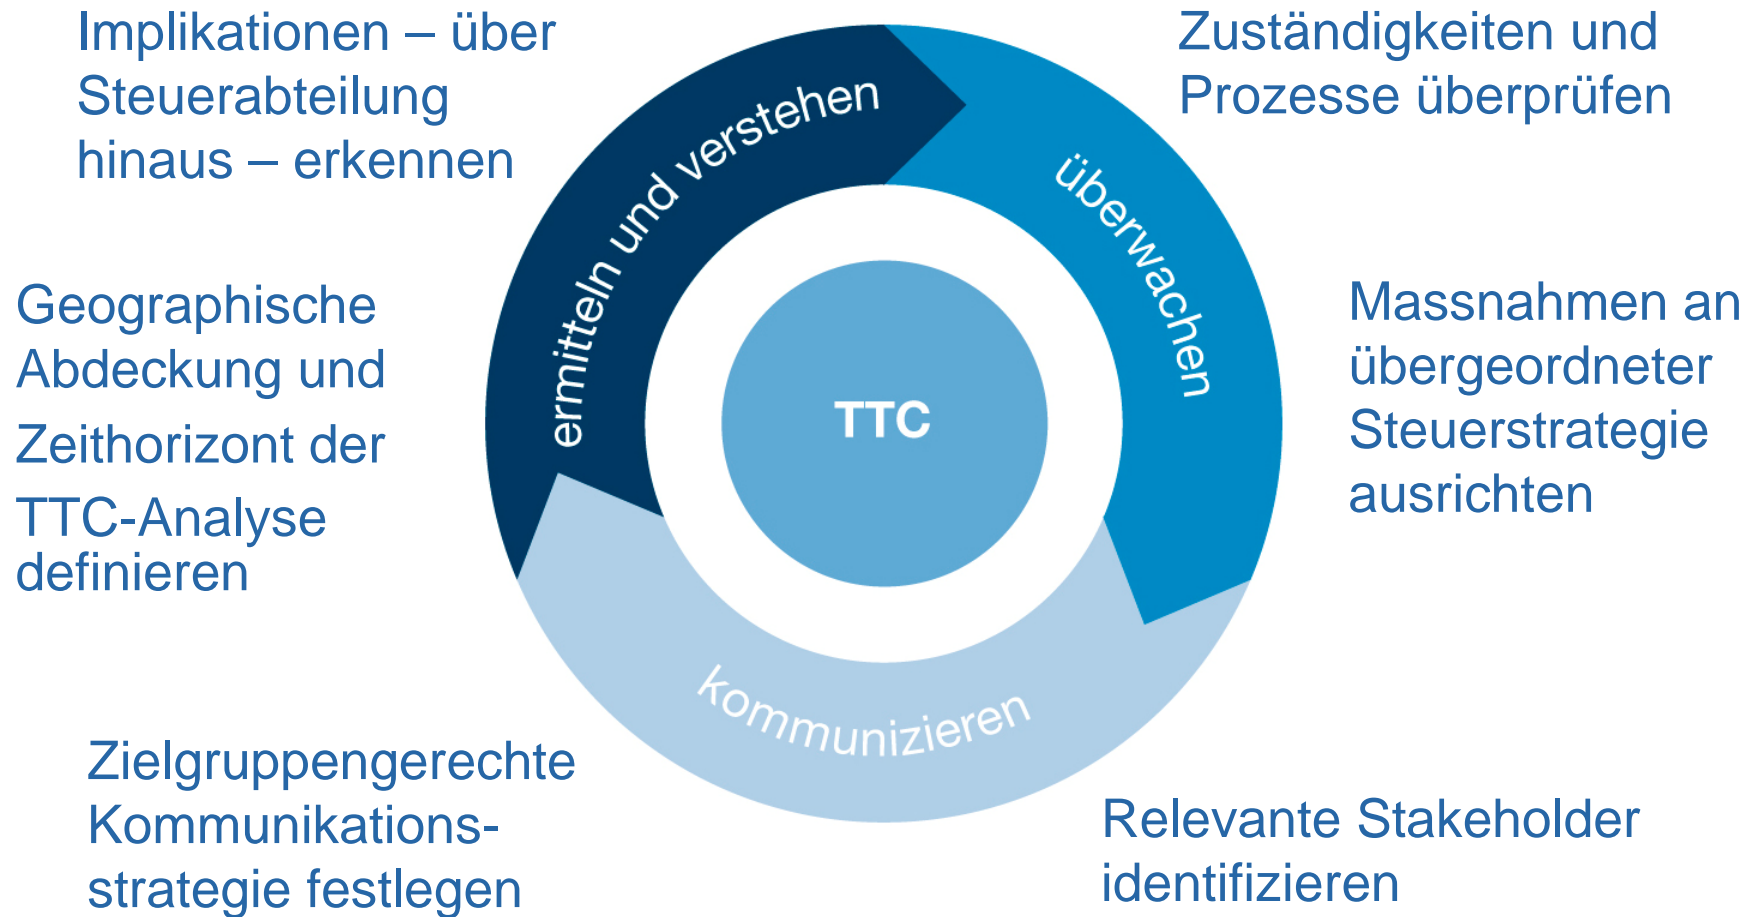 Implikationen – über
Steuerabteilung
hinaus – erkennen
Zuständigkeiten und
Prozesse überprüfen
ermitteln und verstehen
überwachen
Geographische
Abdeckung und
Zeithorizont der
TTC-Analyse
definieren
TTC
Massnahmen an
übergeordneter
Steuerstrategie
ausrichten
kommunizieren
Zielgruppengerechte
Kommunikations-
strategie festlegen
Relevante Stakeholder
identifizieren